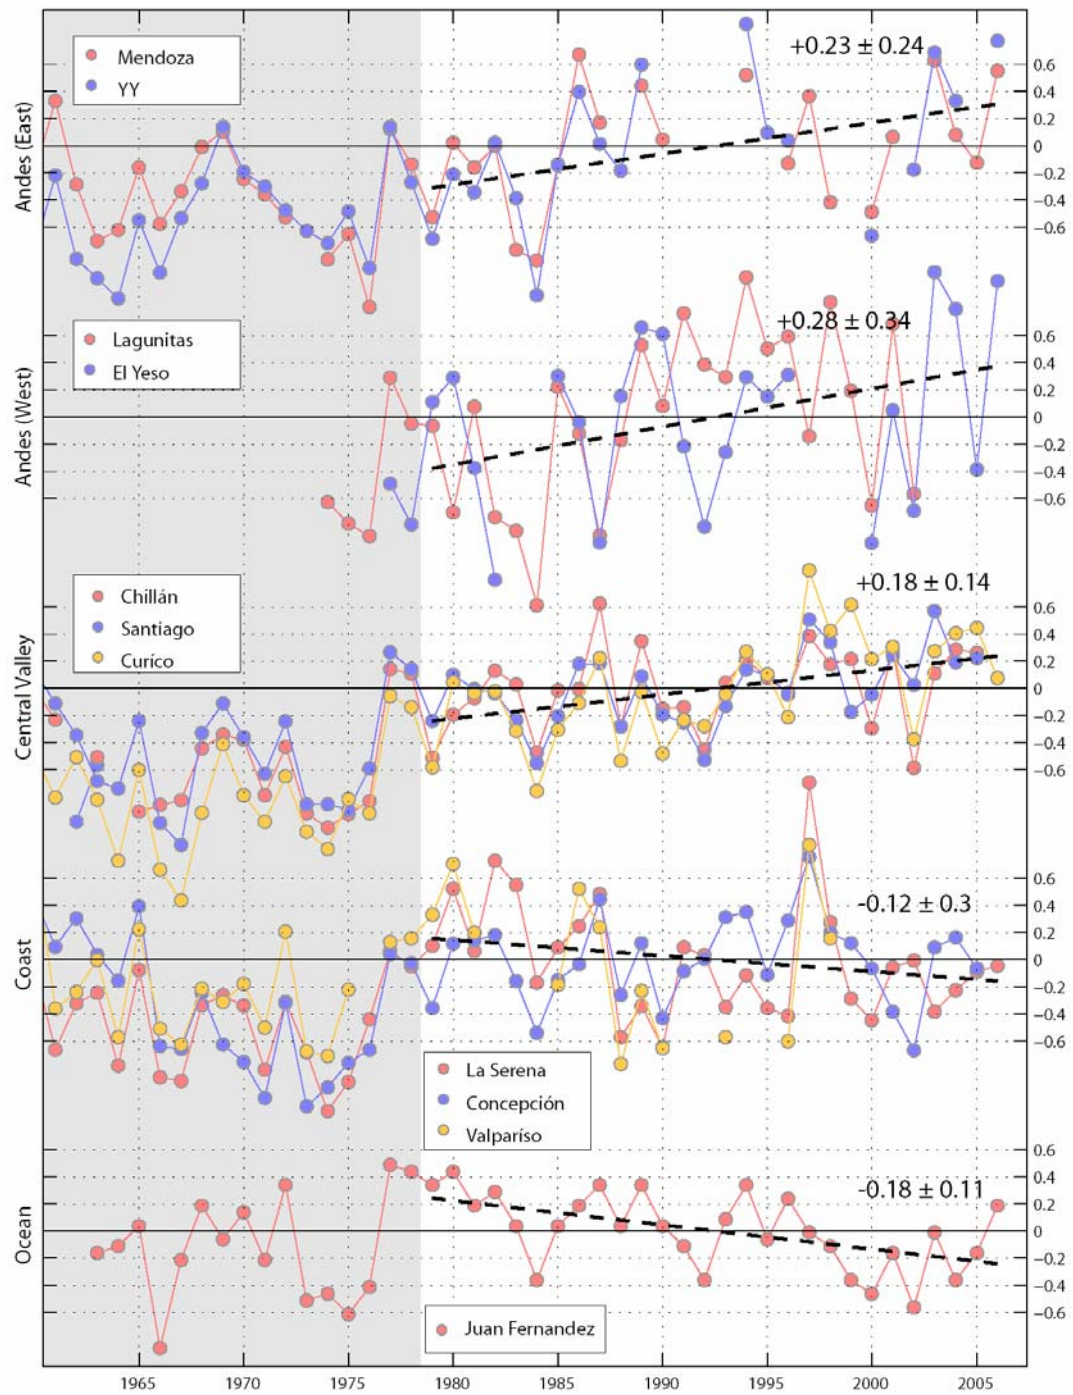 Mendoza
YY
+0.23 ± 0.24
Andes (East)
0.6
0.4
0.2
0
−0.2
−0.4
−0.6
Lagunitas
El Yeso
+0.28 ± 0.34
Andes (West)
0.6
0.4
0.2
0
−0.2
−0.4
−0.6
Chillán
Santiago
Curíco
+0.18 ± 0.14
Central Valley
0.6
0.4
0.2
0
−0.2
−0.4
−0.6
-0.12 ± 0.3
Coast
0.6
0.4
0.2
0
−0.2
−0.4
−0.6
La Serena
Concepción
Valparíso
-0.18 ± 0.11
Ocean
0.6
0.4
0.2
0
−0.2
−0.4
−0.6
Juan Fernandez
1965 1970 1975 1980 1985 1990 1995 2000 2005